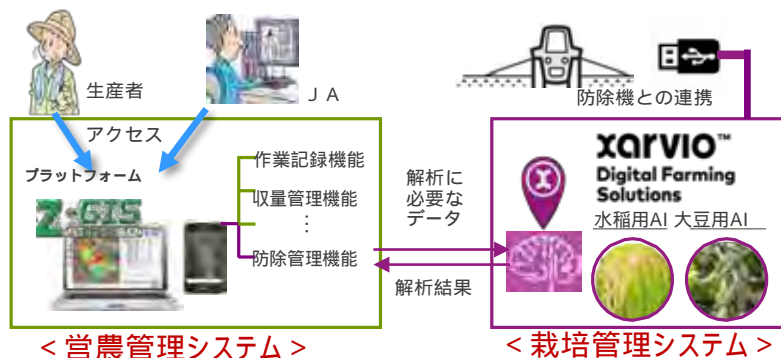 生産者
ＪＡ
防除機との連携
アクセス
プラットフォーム
Z-GIS
作業記録機能
収量管理機能
⋮
防除管理機能
解析に
必要な
データ
解析結果
xarvio™
Digital Farming
Solutions
水稲用AI 大豆用AI
＜営農管理システム＞
＜栽培管理システム＞